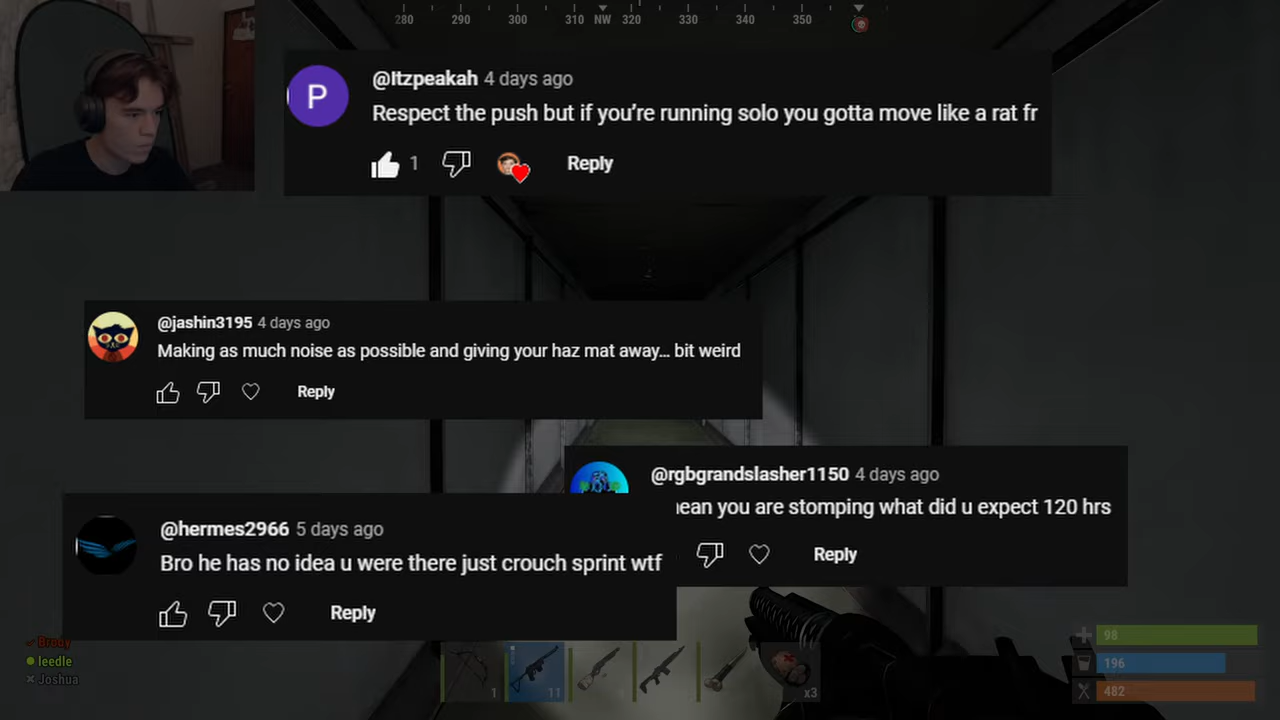 280 290 300 310 NW 320 330 340 350
P
@Itzpeakah 4 days ago
Respect the push but if you're running solo you gotta move like a rat fr
1 Reply
@jashin3195 4 days ago
Making as much noise as possible and giving your haz mat away... bit weird
Reply
@rgbgrandslasher1150 4 days ago
you are stomping what did u expect 120 hrs
Reply
@hermes2966 5 days ago
Bro he has no idea u were there just crouch sprint wtf
Reply
Brody
leedle
Joshua
1
11
x3
98
196
482